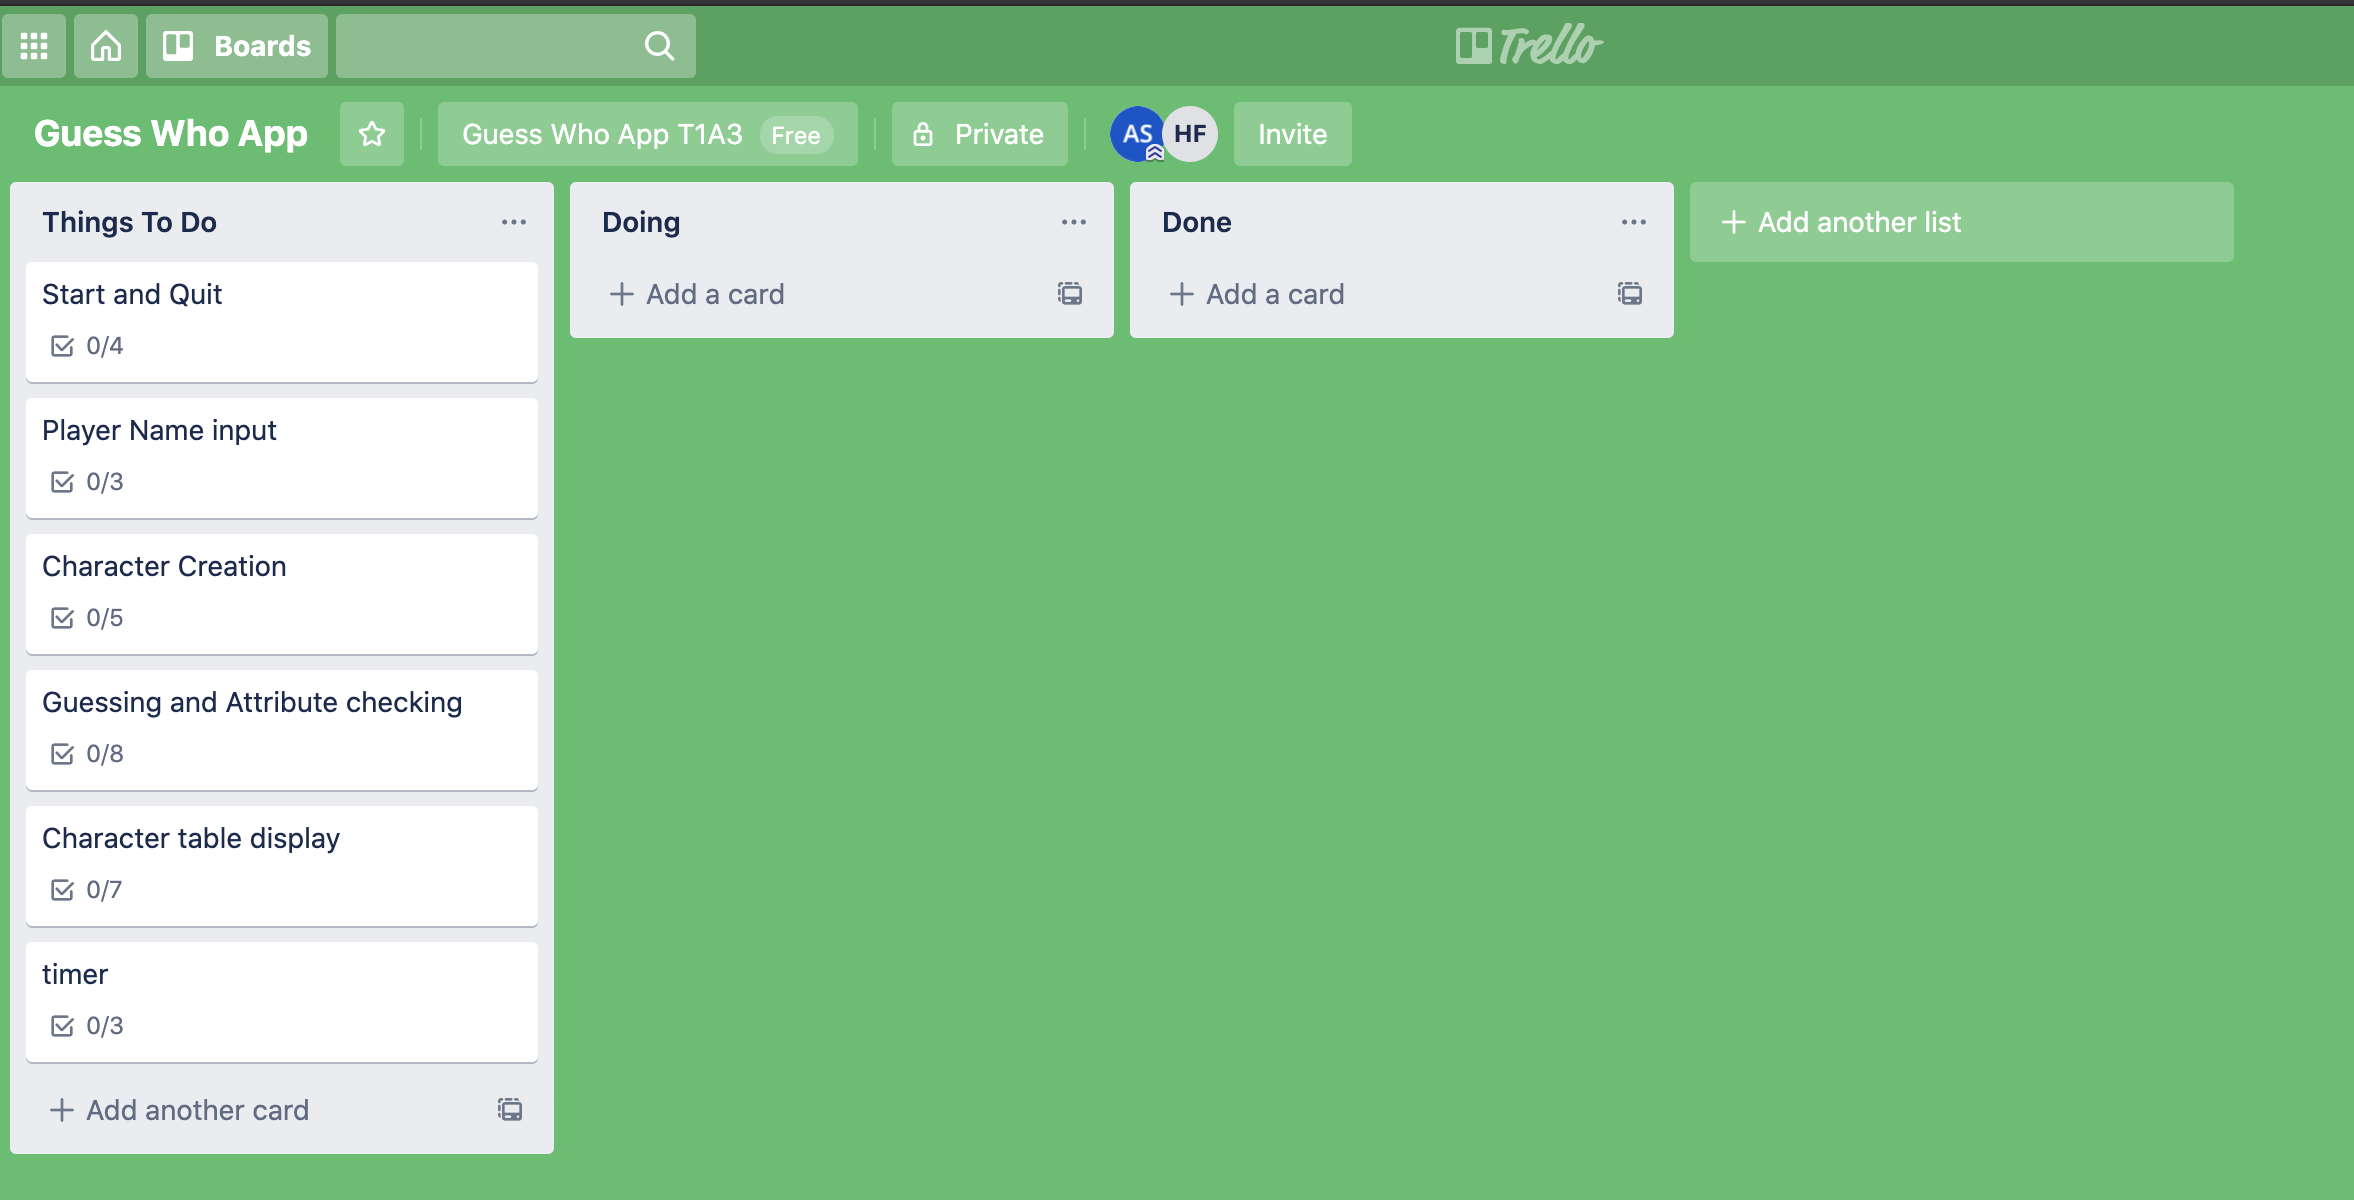 Boards
Trello
Guess Who App
Guess Who App T1A3 Free
Private
AS
HF
Invite
Things To Do
Start and Quit
0/4
Player Name input
0/3
Character Creation
0/5
Guessing and Attribute checking
0/8
Character table display
0/7
timer
0/3
Add another card
Doing
Add a card
Done
Add a card
Add another list